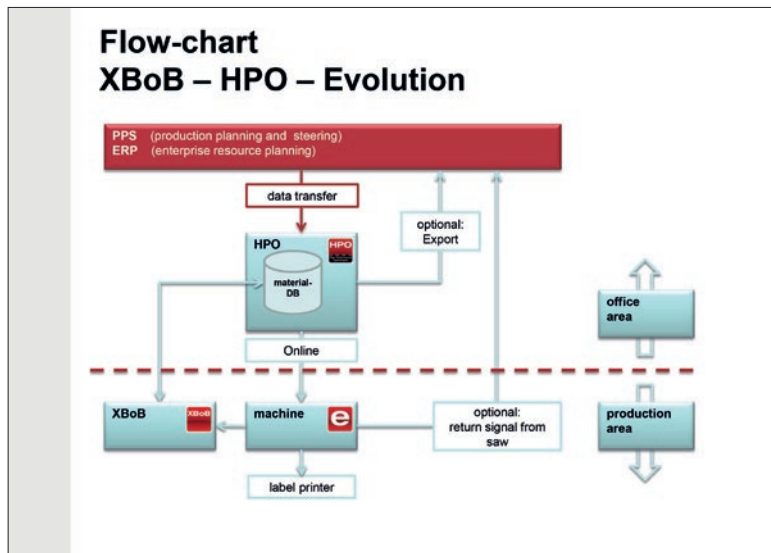 Flow-chart
XBoB – HPO – Evolution
PPS (production planning and steering)
ERP (enterprise resource planning)
data transfer
optional:
Export
HPO
HPO
material-
DB
office
area
Online
XBoB
XBoB
machine
e
optional:
return signal from
saw
production
area
label printer